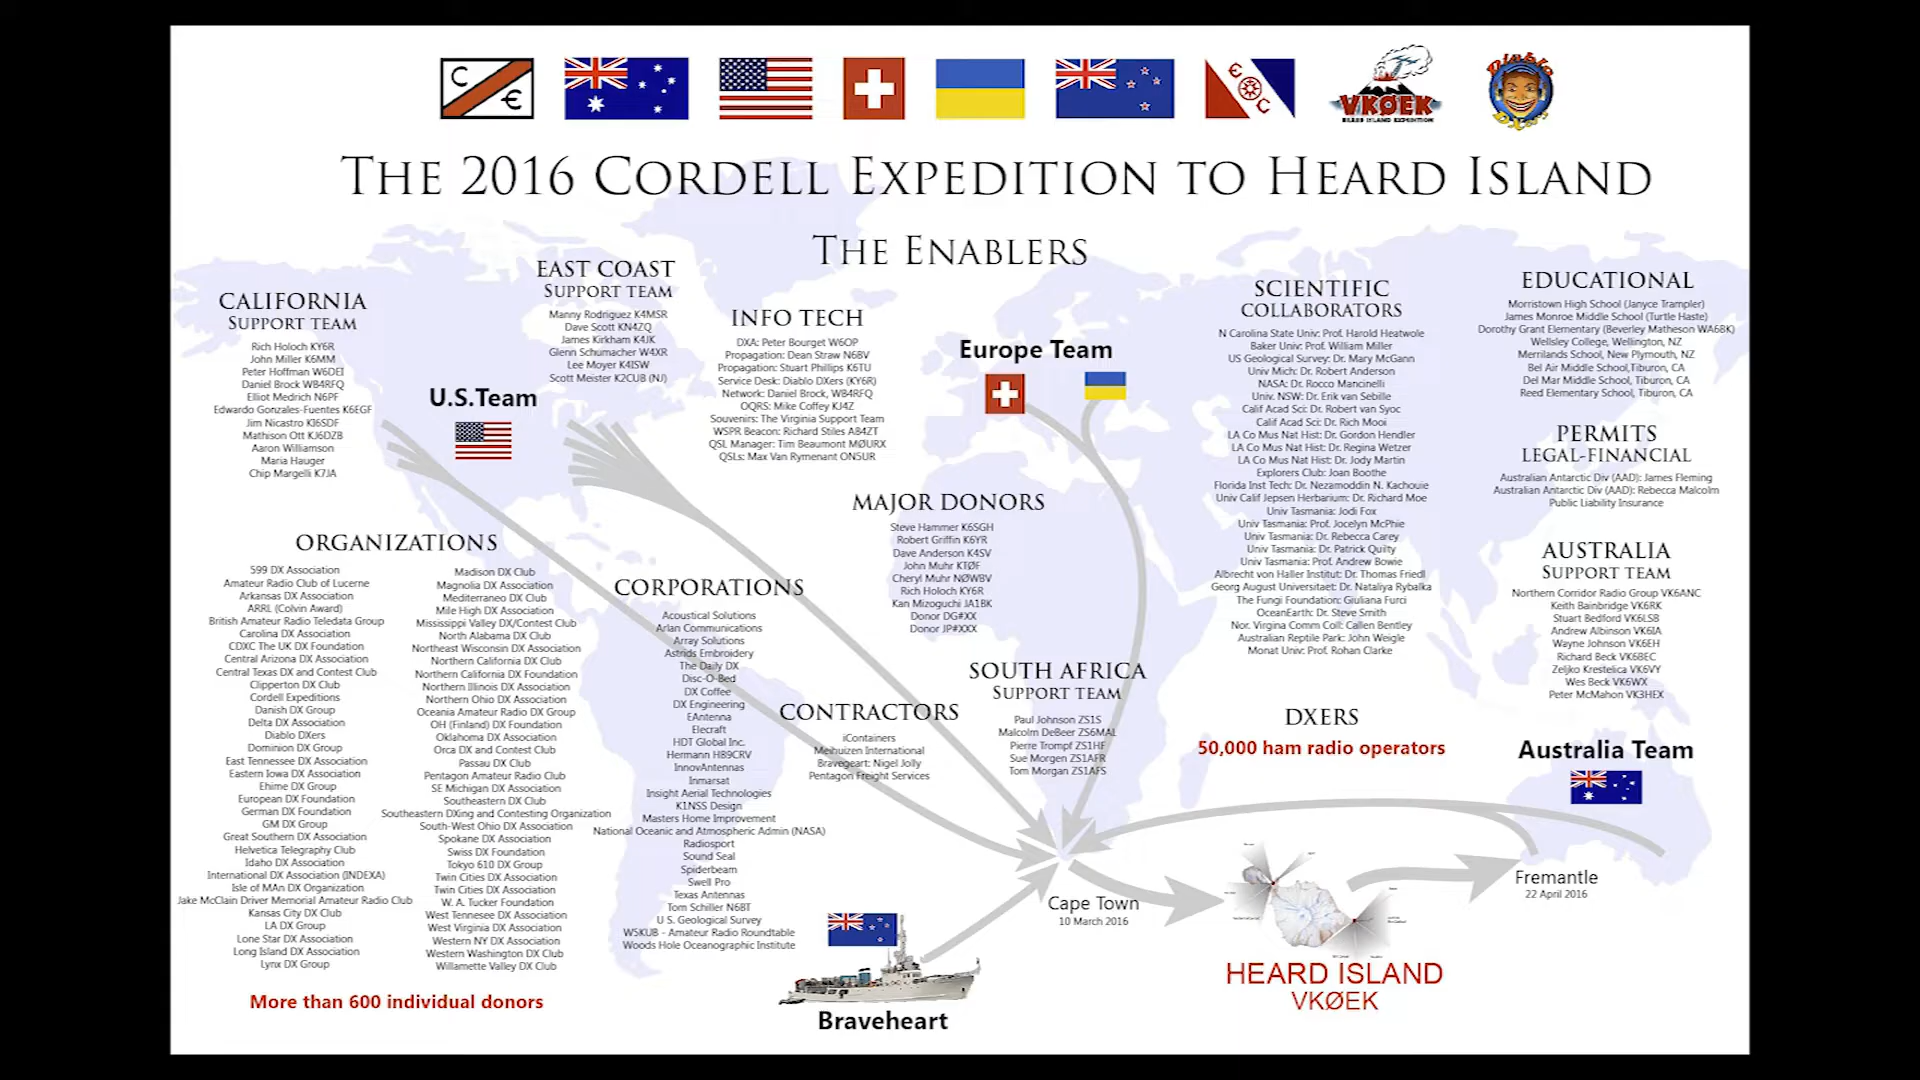 C
€
VKØEK
HEARD ISLAND EXPEDITION
Diablo
DXers
THE 2016 CORDELL EXPEDITION TO HEARD ISLAND
THE ENABLERS
CALIFORNIA
SUPPORT TEAM
Rich Holoch KY6R
John Miller K6MM
Peter Hoffman W6DEI
Daniel Brock WB4RFQ
Elliot Medrich N6PF
Edwardo Gonzales-Fuentes K6EGF
Jim Nicastro KI6SDF
Mathison Ott KJ6DZB
Aaron Williamson
Maria Hauger
Chip Margelli K7JA
EAST COAST
SUPPORT TEAM
Manny Rodriguez K4MSR
Dave Scott KN4ZQ
James Kirkham K4JK
Glenn Schumacher W4XR
Lee Moyer K4ISW
Scott Meister K2CUB (NJ)
U.S.Team
INFO TECH
DXA: Peter Bourget W6OP
Propagation: Dean Straw N6BV
Propagation: Stuart Phillips K6TU
Service Desk: Diablo DXers (KY6R)
Network: Daniel Brock, WB4RFQ
OQRS: Mike Coffey KJ4Z
Souvenirs: The Virginia Support Team
WSPR Beacon: Richard Stiles A84ZT
QSL Manager: Tim Beaumont MØURX
QSLs: Max Van Rymenant ON5UR
Europe Team
MAJOR DONORS
Steve Hammer K6SGH
Robert Griffin K6YR
Dave Anderson K4SV
John Muhr KTØF
Cheryl Muhr NØWBV
Rich Holoch KY6R
Kan Mizoguchi JA1BK
Donor DG#XX
Donor JP#XXX
SCIENTIFIC
COLLABORATORS
N Carolina State Univ: Prof. Harold Heatwole
Baker Univ: Prof. William Miller
US Geological Survey: Dr. Mary McGann
Univ Mich: Dr. Robert Anderson
NASA: Dr. Rocco Mancinelli
Univ. NSW: Dr. Erik van Sebille
Calif Acad Sci: Dr. Robert van Syoc
Calif Acad Sci: Dr. Rich Mooi
LA Co Mus Nat Hist: Dr. Gordon Hendler
LA Co Mus Nat Hist: Dr. Regina Wetzer
LA Co Mus Nat Hist: Dr. Jody Martin
Explorers Club: Joan Boothe
Florida Inst Tech: Dr. Nezamoddin N. Kachouie
Univ Calif Jepsen Herbarium: Dr. Richard Moe
Univ Tasmania: Jodi Fox
Univ Tasmania: Prof. Jocelyn McPhie
Univ Tasmania: Dr. Rebecca Carey
Univ Tasmania: Dr. Patrick Quilty
Univ Tasmania: Prof. Andrew Bowie
Albrecht von Haller Institut: Dr. Thomas Friedl
Georg August Universitaet: Dr. Nataliya Rybalka
The Fungi Foundation: Giuliana Furci
OceanEarth: Dr. Steve Smith
Nor. Virgina Comm Coll: Callen Bentley
Australian Reptile Park: John Weigle
Monat Univ: Prof. Rohan Clarke
EDUCATIONAL
Morristown High School (Janyce Trampler)
James Monroe Middle School (Turtle Haste)
Dorothy Grant Elementary (Beverley Matheson WA6BK)
Wellsley College, Wellington, NZ
Merrilands School, New Plymouth, NZ
Bel Air Middle School,Tiburon, CA
Del Mar Middle School, Tiburon, CA
Reed Elementary School, Tiburon, CA
PERMITS
LEGAL-FINANCIAL
Australian Antarctic Div (AAD): James Fleming
Australian Antarctic Div (AAD): Rebecca Malcolm
Public Liability Insurance
AUSTRALIA
SUPPORT TEAM
Northern Corridor Radio Group VK6ANC
Keith Bainbridge VK6RK
Stuart Bedford VK6LSB
Andrew Albinson VK6IA
Wayne Johnson VK6EH
Richard Beck VK6BEC
Zeljko Krestelica VK6VY
Wes Beck VK6WX
Peter McMahon VK3HEX
ORGANIZATIONS
599 DX Association
Amateur Radio Club of Lucerne
Arkansas DX Association
ARRL (Colvin Award)
British Amateur Radio Teledata Group
Carolina DX Association
CDXC The UK DX Foundation
Central Arizona DX Association
Central Texas DX and Contest Club
Clipperton DX Club
Cordell Expeditions
Danish DX Group
Delta DX Association
Diablo DXers
Dominion DX Group
East Tennessee DX Association
Eastern Iowa DX Association
Ehime DX Group
European DX Foundation
German DX Foundation
GM DX Group
Great Southern DX Association
Helvetica Telegraphy Club
Idaho DX Association
International DX Association (INDEXA)
Isle of MAn DX Organization
Jake McClain Driver Memorial Amateur Radio Club
Kansas City DX Club
LA DX Group
Lone Star DX Association
Long Island DX Association
Lynx DX Group
Madison DX Club
Magnolia DX Association
Mediterraneo DX Club
Mile High DX Association
Mississippi Valley DX/Contest Club
North Alabama DX Club
Northeast Wisconsin DX Association
Northern California DX Club
Northern California DX Foundation
Northern Illinois DX Association
Northern Ohio DX Association
Oceania Amateur Radio DX Group
OH (Finland) DX Foundation
Oklahoma DX Association
Orca DX and Contest Club
Passau DX Club
Pentagon Amateur Radio Club
SE Michigan DX Association
Southeastern DX Club
Southeastern DXing and Contesting Organization
South-West Ohio DX Association
Spokane DX Association
Swiss DX Foundation
Tokyo 610 DX Group
Twin Cities DX Association
Twin Cities DX Association
W. A. Tucker Foundation
West Tennessee DX Association
West Virginia DX Association
Western NY DX Association
Western Washington DX Club
Willamette Valley DX Club
More than 600 individual donors
CORPORATIONS
Acoustical Solutions
Arlan Communications
Array Solutions
Astrids Embroidery
The Daily DX
Disc-O-Bed
DX Coffee
DX Engineering
EAntenna
Elecraft
HDT Global Inc.
Hermann HB9CRV
InnovAntennas
Inmarsat
Insight Aerial Technologies
K1NSS Design
Masters Home Improvement
National Oceanic and Atmospheric Admin (NASA)
Radiosport
Sound Seal
Spiderbeam
Swell Pro
Texas Antennas
Tom Schiller N6BT
U S. Geological Survey
W5KUB - Amateur Radio Roundtable
Woods Hole Oceanographic Institute
CONTRACTORS
iContainers
Meihuizen International
Bravegeart: Nigel Jolly
Pentagon Freight Services
SOUTH AFRICA
SUPPORT TEAM
Paul Johnson ZS1S
Malcolm DeBeer ZS6MAL
Pierre Trompf ZS1HF
Sue Morgen ZS1AFR
Tom Morgan ZS1AFS
DXERS
50,000 ham radio operators
Australia Team
Cape Town
10 March 2016
Fremantle
22 April 2016
HEARD ISLAND
VKØEK
Braveheart